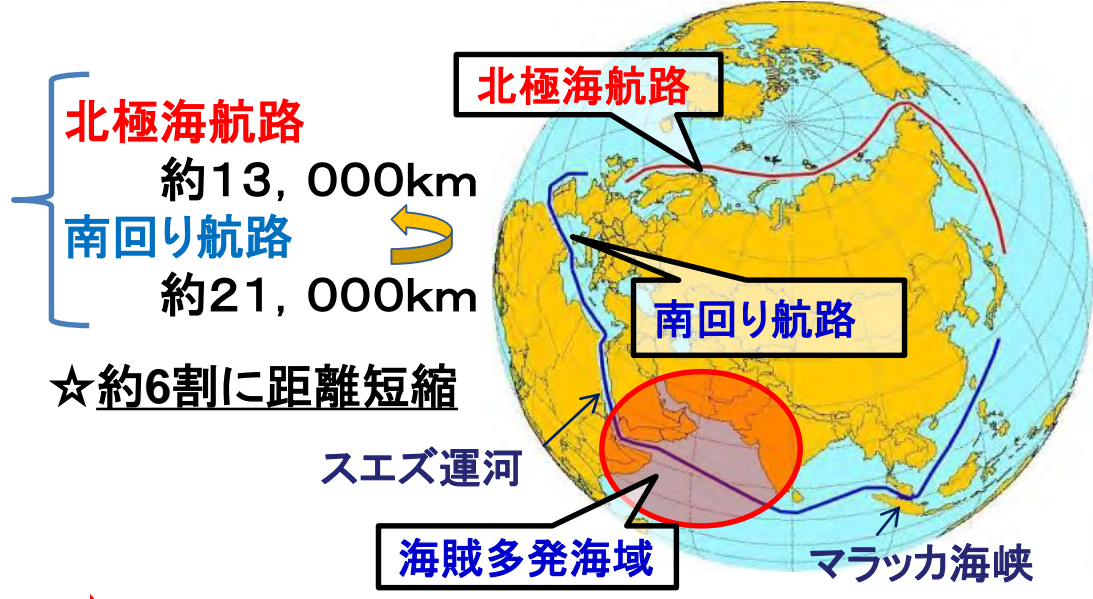 北極海航路
約13,000km
南回り航路
約21,000km
☆約6割に距離短縮
北極海航路
南回り航路
スエズ運河
海賊多発海域
マラッカ海峡